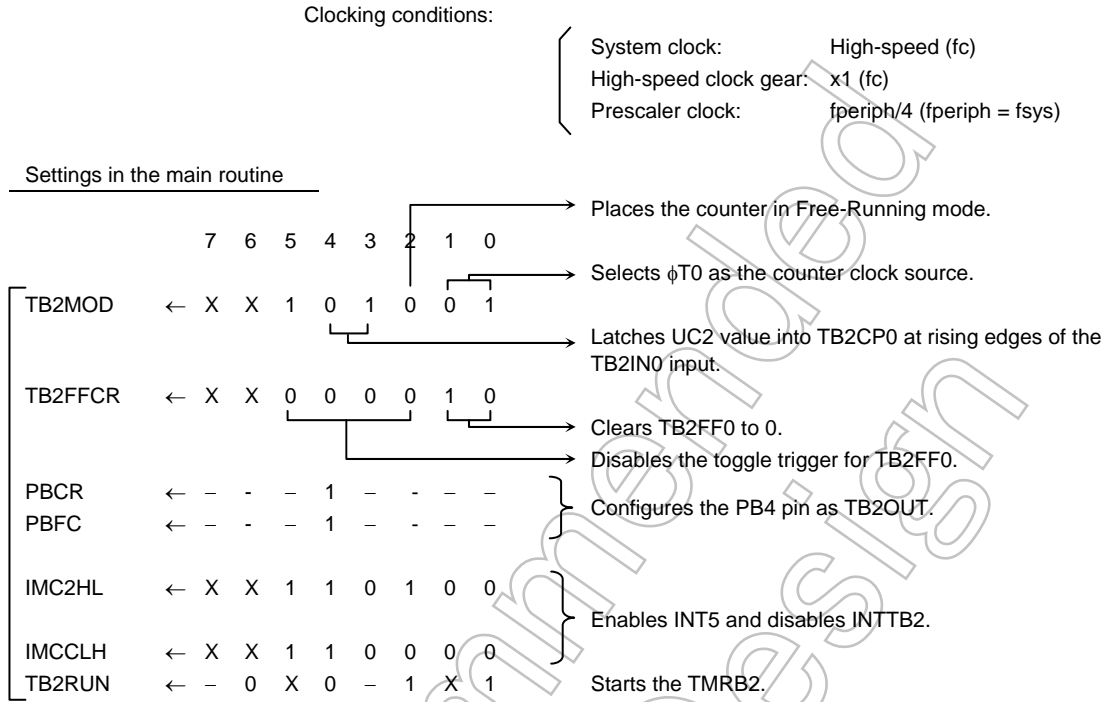 Clocking conditions:
System clock: High-speed (fc)
High-speed clock gear: x1 (fc)
Prescaler clock: fperiph/4 (fperiph = fsys)
Settings in the main routine
Places the counter in Free-Running mode.
7 6 5 4 3 2 1 0
Selects ϕT0 as the counter clock source.
TB2MOD ← X X 1 0 1 0 0 1
Latches UC2 value into TB2CP0 at rising edges of the
TB2IN0 input.
TB2FFCR ← X X 0 0 0 0 1 0
Clears TB2FF0 to 0.
Disables the toggle trigger for TB2FF0.
PBCR ← − - − 1 − - − −
PBFC ← − - − 1 − - − −
Configures the PB4 pin as TB2OUT.
IMC2HL ← X X 1 1 0 1 0 0
Enables INT5 and disables INTTB2.
IMCCLH ← X X 1 1 0 0 0 0
TB2RUN ← − 0 X 0 − 1 X 1 Starts the TMRB2.